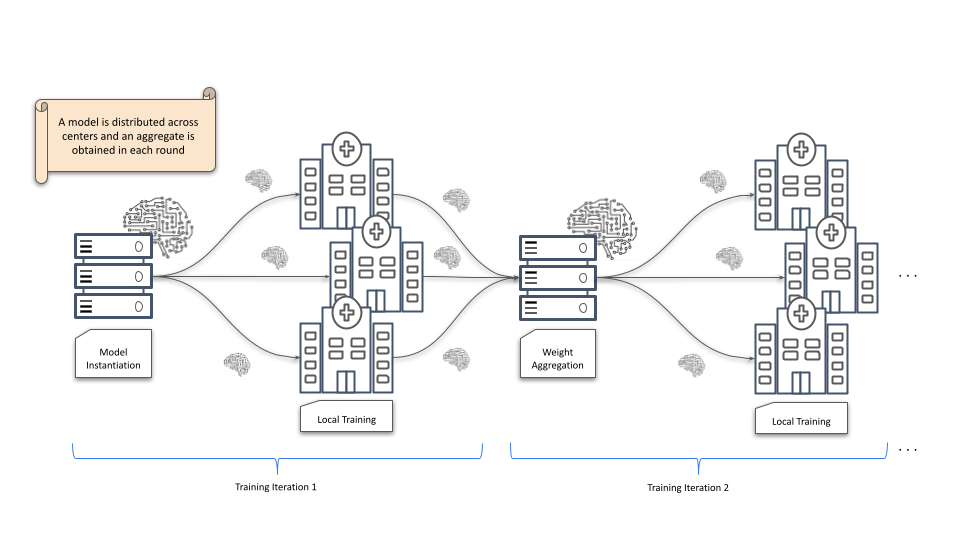 A model is distributed across
centers and an aggregate is
obtained in each round
Model
Instantiation
Local Training
Weight
Aggregation
Local Training
. . .
Training Iteration 1
Training Iteration 2
. . .